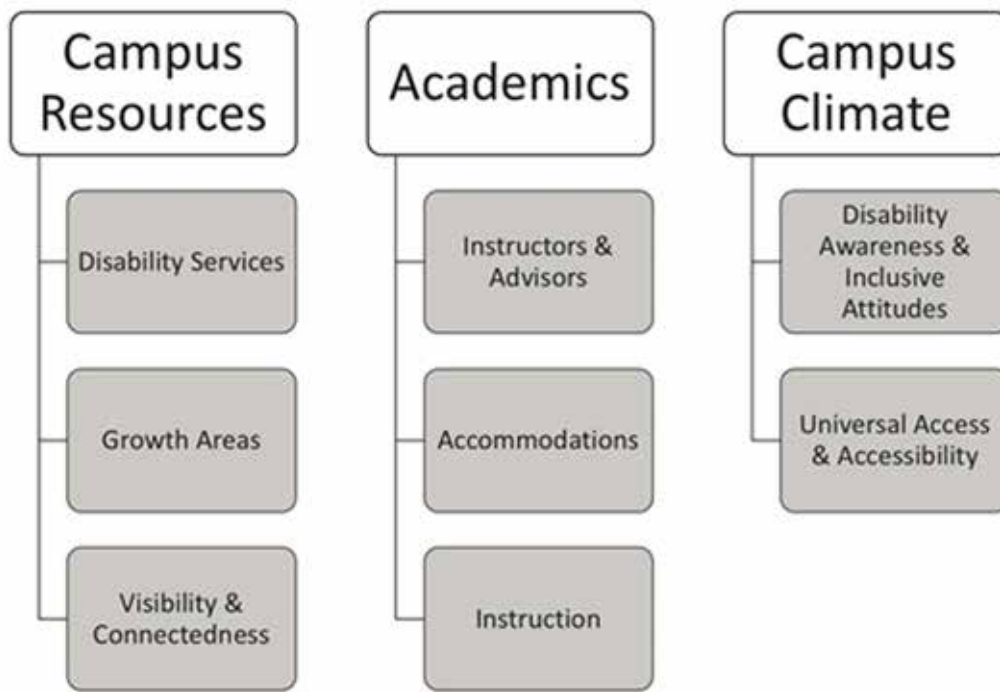 Campus
Resources
Disability Services
Growth Areas
Visibility &
Connectedness
Academics
Instructors &
Advisors
Accommodations
Instruction
Campus
Climate
Disability
Awareness &
Inclusive
Attitudes
Universal Access
& Accessibility